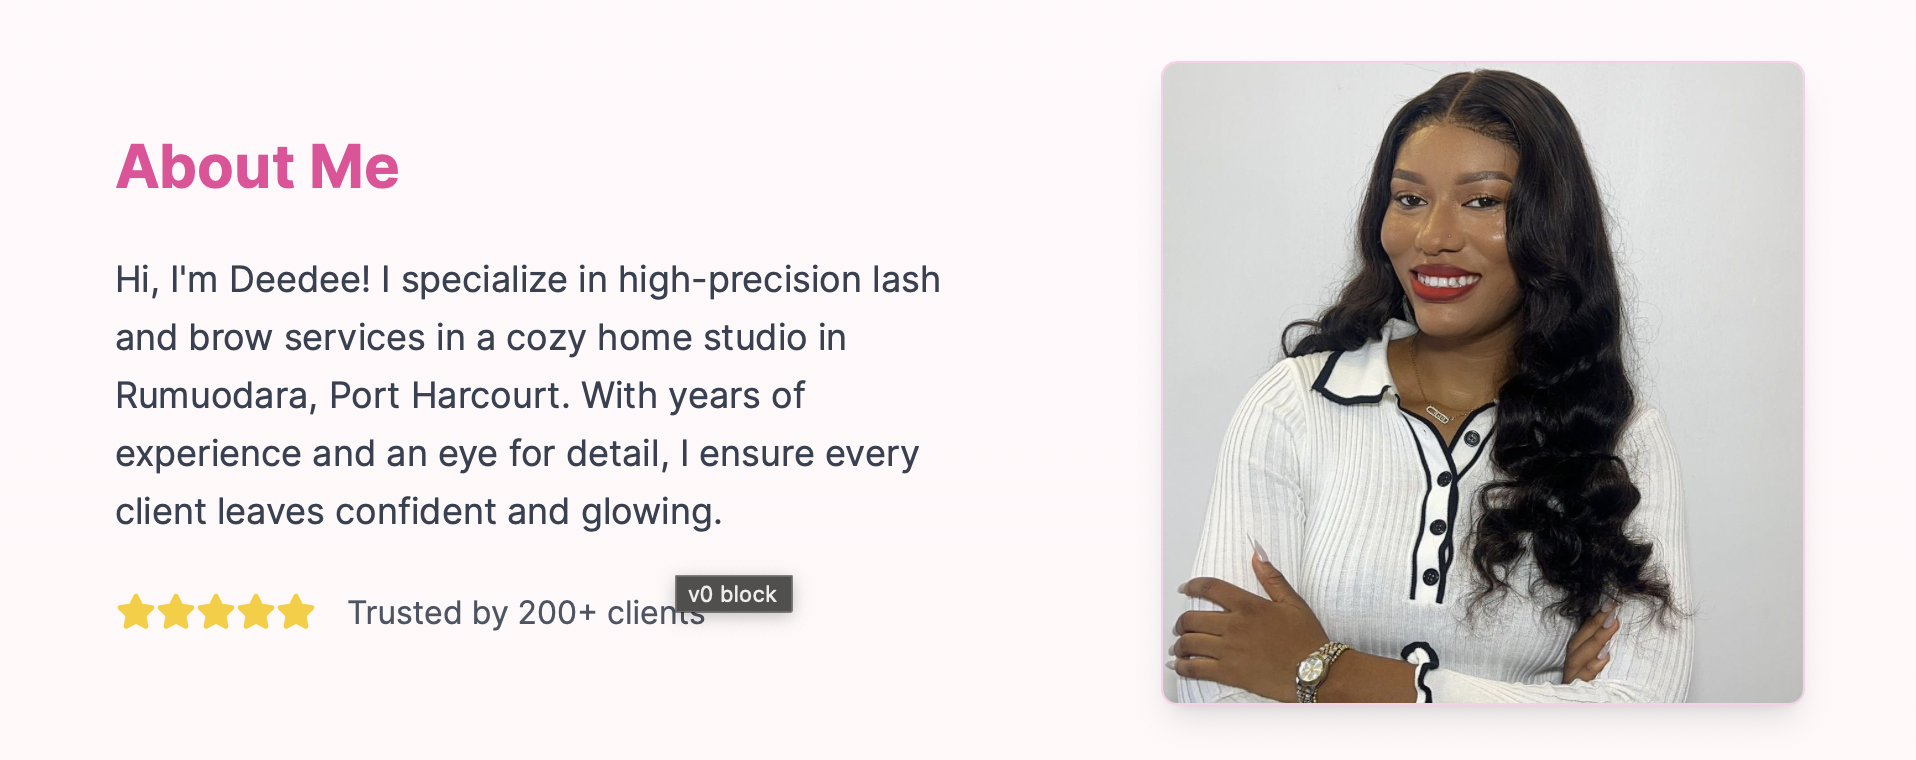 About Me
Hi, I'm Deedee! I specialize in high-precision lash
and brow services in a cozy home studio in
Rumuodara, Port Harcourt. With years of
experience and an eye for detail, I ensure every
client leaves confident and glowing.
Trusted by 200+ clients
v0 block